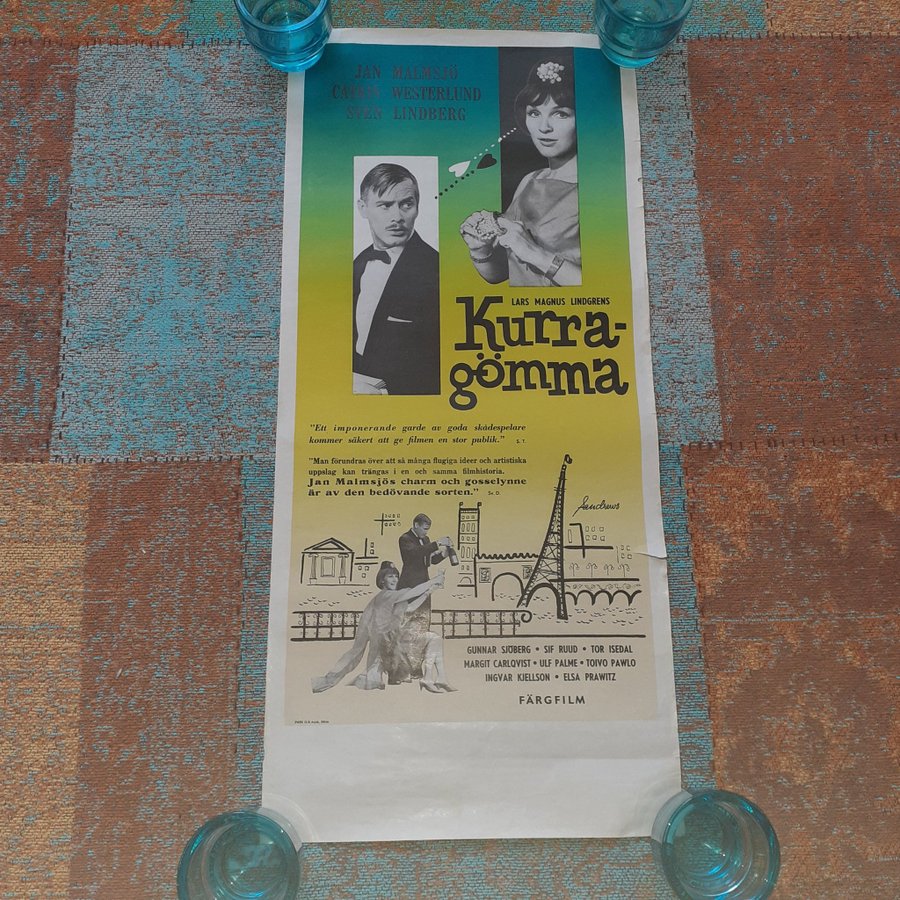 JAN MALMSJÖ
CATRIN WESTERLUND
SVEN LINDBERG
LARS MAGNUS LINDGRENS
Kurra-
gömma
"Ett imponerande garde av goda skådespelare
kommer säkert att ge filmen en stor publik." S. T.
"Man förundras över att så många flugiga ideer och artistiska
uppslag kan trängas i en och samma filmhistoria.
Jan Malmsjös charm och gosselynne
är av den bedövande sorten." Sv. D.
Sandrews
GUNNAR SJÖBERG • SIF RUUD • TOR ISEDAL
MARGIT CARLQVIST • ULF PALME • TOIVO PAWLO
INGVAR KJELLSON • ELSA PRAWITZ
FÄRGFILM